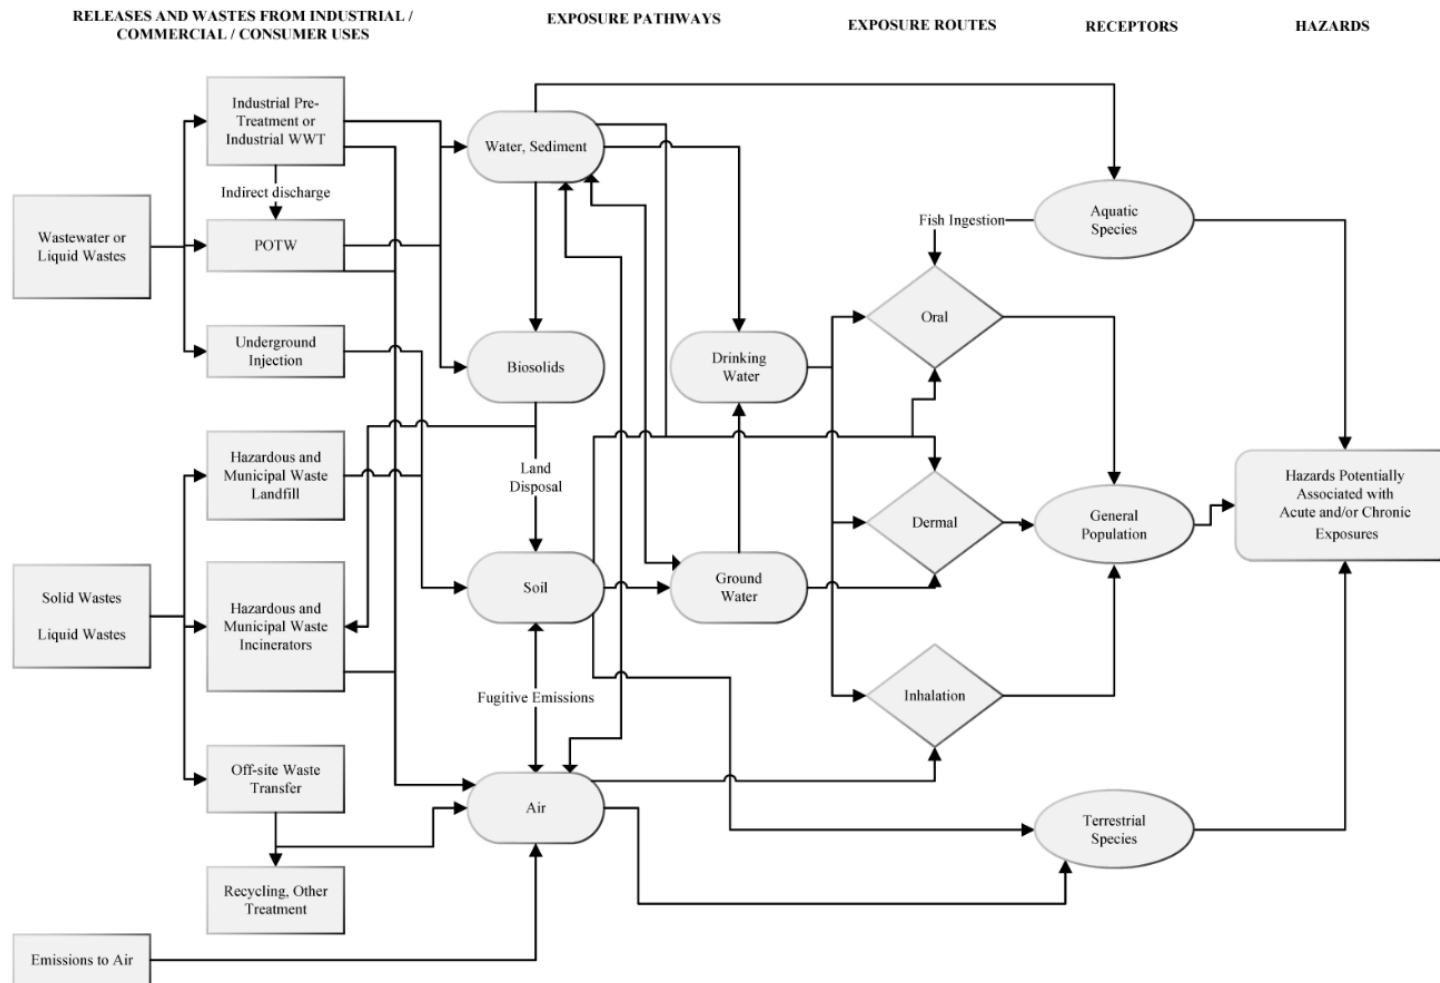 RELEASES AND WASTES FROM INDUSTRIAL /
COMMERCIAL / CONSUMER USES
EXPOSURE PATHWAYS
EXPOSURE ROUTES
RECEPTORS
HAZARDS
Industrial Pre-
Treatment or
Industrial WWT
Indirect discharge
Wastewater or
Liquid Wastes
POTW
Underground
Injection
Hazardous and
Municipal Waste
Landfill
Solid Wastes
Liquid Wastes
Hazardous and
Municipal Waste
Incinerators
Off-site Waste
Transfer
Recycling, Other
Treatment
Emissions to Air
Water, Sediment
Biosolids
Land
Disposal
Soil
Fugitive Emissions
Air
Drinking
Water
Ground
Water
Fish Ingestion
Oral
Dermal
Inhalation
Aquatic
Species
General
Population
Terrestrial
Species
Hazards Potentially
Associated with
Acute and/or Chronic
Exposures